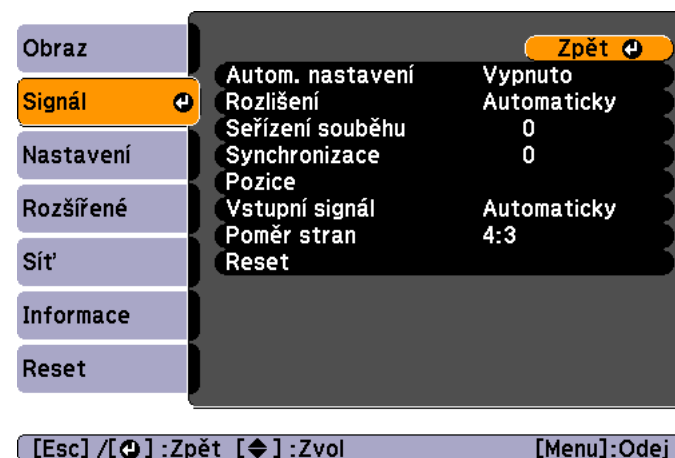 Obraz
Signál
Nastavení
Rozšířené
Síť
Informace
Reset
Zpět
Autom. nastavení Vypnuto
Rozlišení Automaticky
Seřízení souběhu 0
Synchronizace 0
Pozice
Vstupní signál Automaticky
Poměr stran 4:3
Reset
[Esc] /[ ] :Zpět [ ] :Zvol [Menu]:Odej